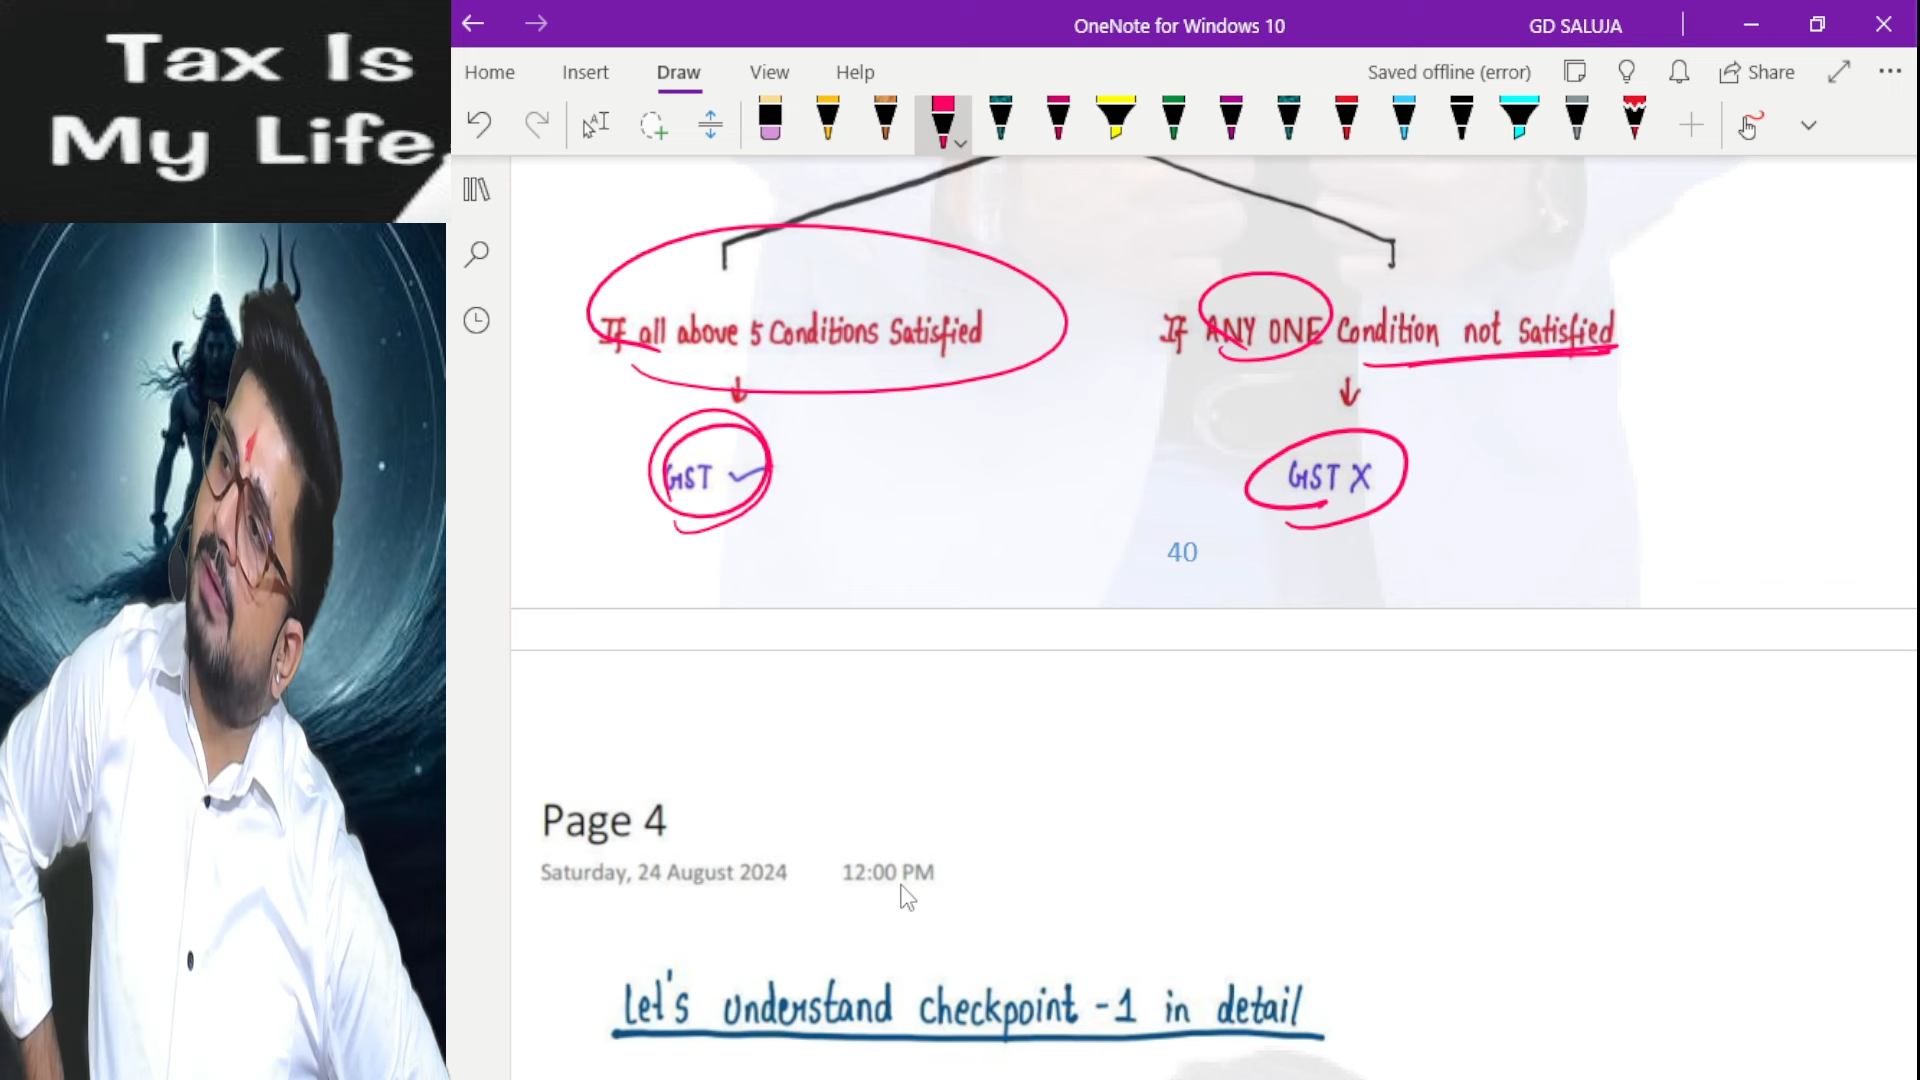 Tax Is
My Life.
OneNote for Windows 10
GD SALUJA
Home
Insert
Draw
View
Help
Saved offline (error)
Share
If all above 5 Conditions Satisfied
If ANY ONE Condition not Satisfied
GST ✓
GST X
40
Page 4
Saturday, 24 August 2024
12:00 PM
Let's understand checkpoint -1 in detail